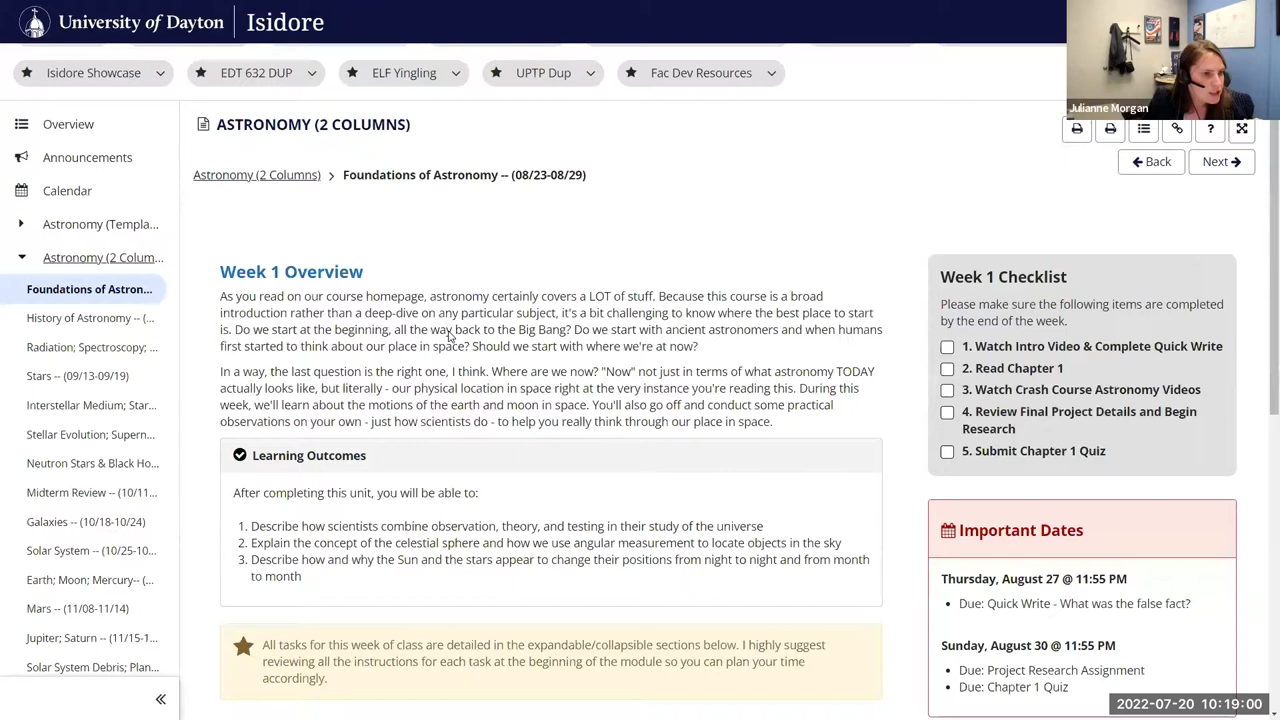 University of Dayton
Isidore
Isidore Showcase
EDT 632 DUP
ELF Yingling
UPTP Dup
Fac Dev Resources
Julianne Morgan
Overview
Announcements
Calendar
Astronomy (Templa...
Astronomy (2 Colum...
Foundations of Astron...
History of Astronomy -- (...
Radiation; Spectroscopy; ...
Stars -- (09/13-09/19)
Interstellar Medium; Star...
Stellar Evolution; Supern...
Neutron Stars & Black Ho...
Midterm Review -- (10/11...
Galaxies -- (10/18-10/24)
Solar System -- (10/25-10...
Earth; Moon; Mercury-- (...
Mars -- (11/08-11/14)
Jupiter; Saturn -- (11/15-1...
Solar System Debris; Plan...
ASTRONOMY (2 COLUMNS)
?
Back
Next
Astronomy (2 Columns) > Foundations of Astronomy -- (08/23-08/29)
Week 1 Overview
As you read on our course homepage, astronomy certainly covers a LOT of stuff. Because this course is a broad
introduction rather than a deep-dive on any particular subject, it's a bit challenging to know where the best place to start
is. Do we start at the beginning, all the way back to the Big Bang? Do we start with ancient astronomers and when humans
first started to think about our place in space? Should we start with where we're at now?
In a way, the last question is the right one, I think. Where are we now? "Now" not just in terms of what astronomy TODAY
actually looks like, but literally - our physical location in space right at the very instance you're reading this. During this
week, we'll learn about the motions of the earth and moon in space. You'll also go off and conduct some practical
observations on your own - just how scientists do - to help you really think through our place in space.
Learning Outcomes
After completing this unit, you will be able to:
1. Describe how scientists combine observation, theory, and testing in their study of the universe
2. Explain the concept of the celestial sphere and how we use angular measurement to locate objects in the sky
3. Describe how and why the Sun and the stars appear to change their positions from night to night and from month
to month
All tasks for this week of class are detailed in the expandable/collapsible sections below. I highly suggest
reviewing all the instructions for each task at the beginning of the module so you can plan your time
accordingly.
Week 1 Checklist
Please make sure the following items are completed
by the end of the week.
1. Watch Intro Video & Complete Quick Write
2. Read Chapter 1
3. Watch Crash Course Astronomy Videos
4. Review Final Project Details and Begin
Research
5. Submit Chapter 1 Quiz
Important Dates
Thursday, August 27 @ 11:55 PM
• Due: Quick Write - What was the false fact?
Sunday, August 30 @ 11:55 PM
• Due: Project Research Assignment
• Due: Chapter 1 Quiz
2022-07-20 10:19:00